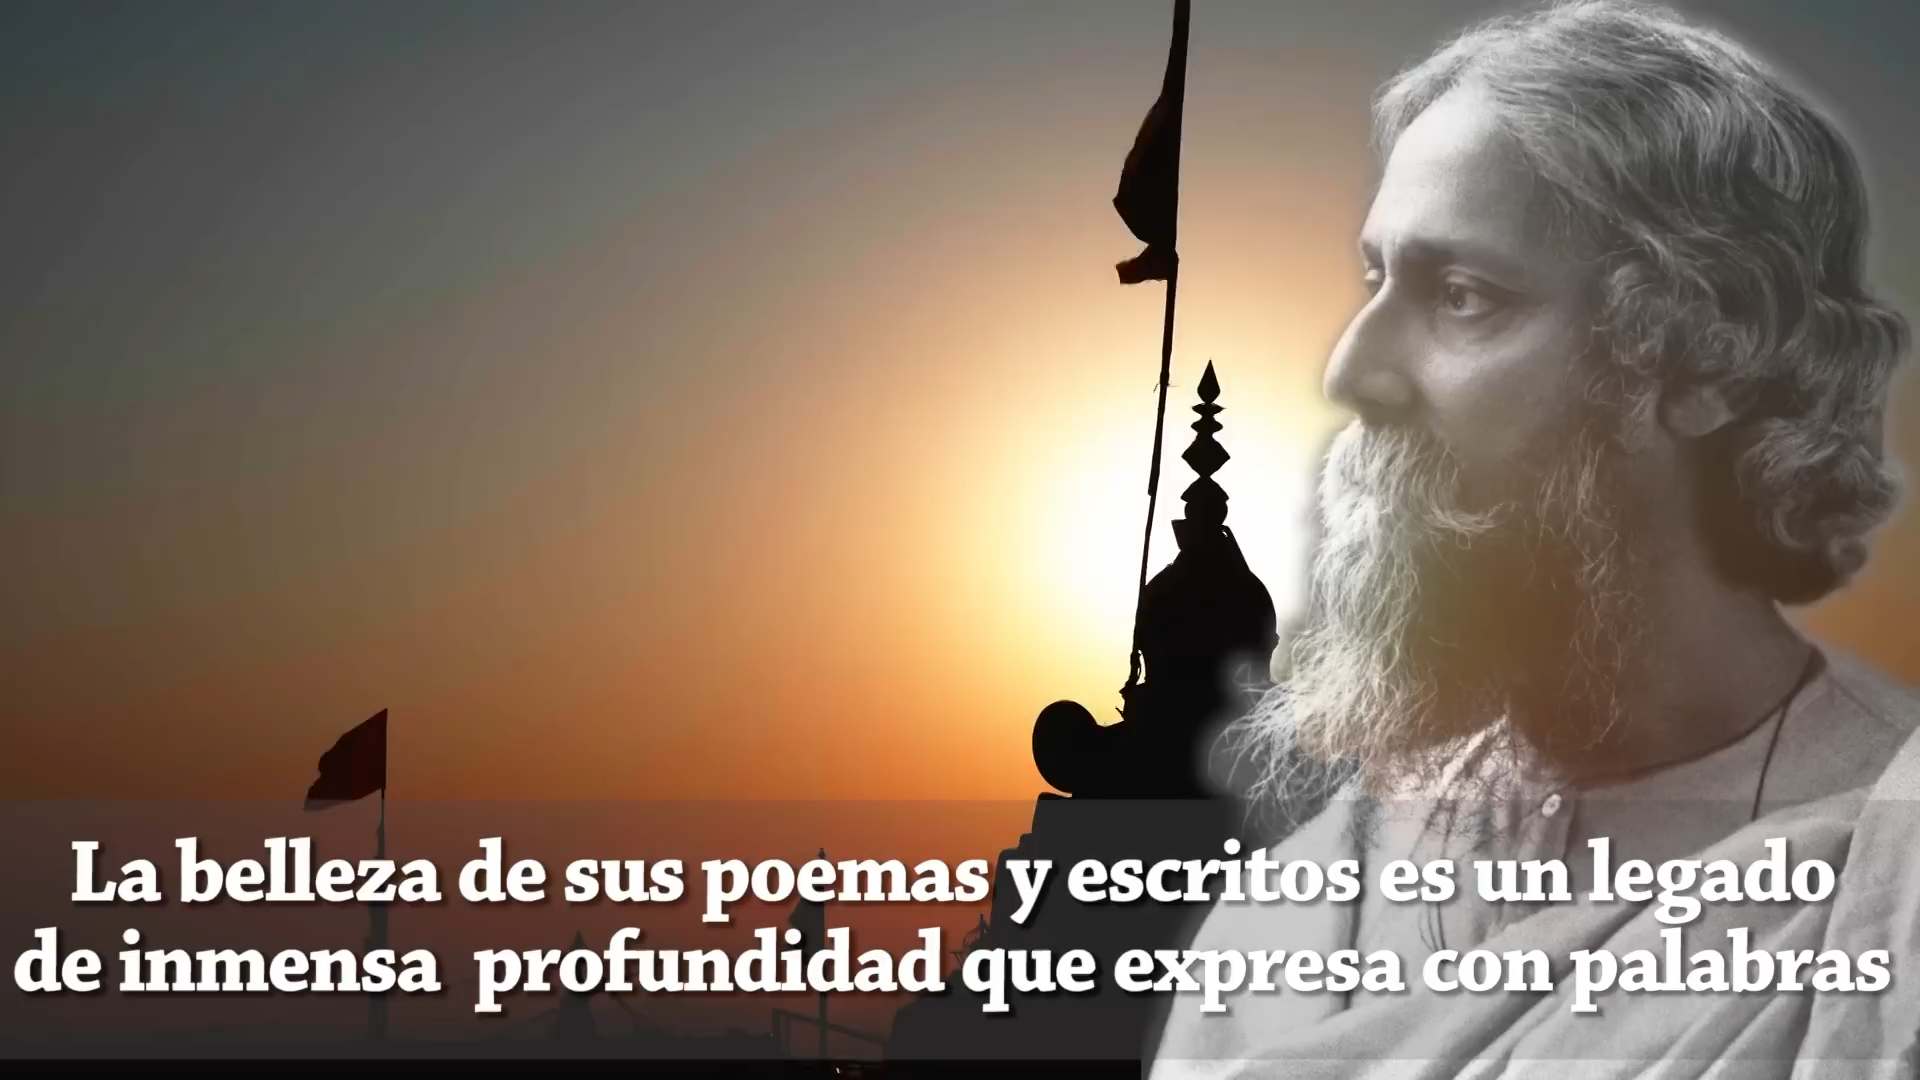 La belleza de sus poemas y escritos es un legado
de inmensa profundidad que expresa con palabras